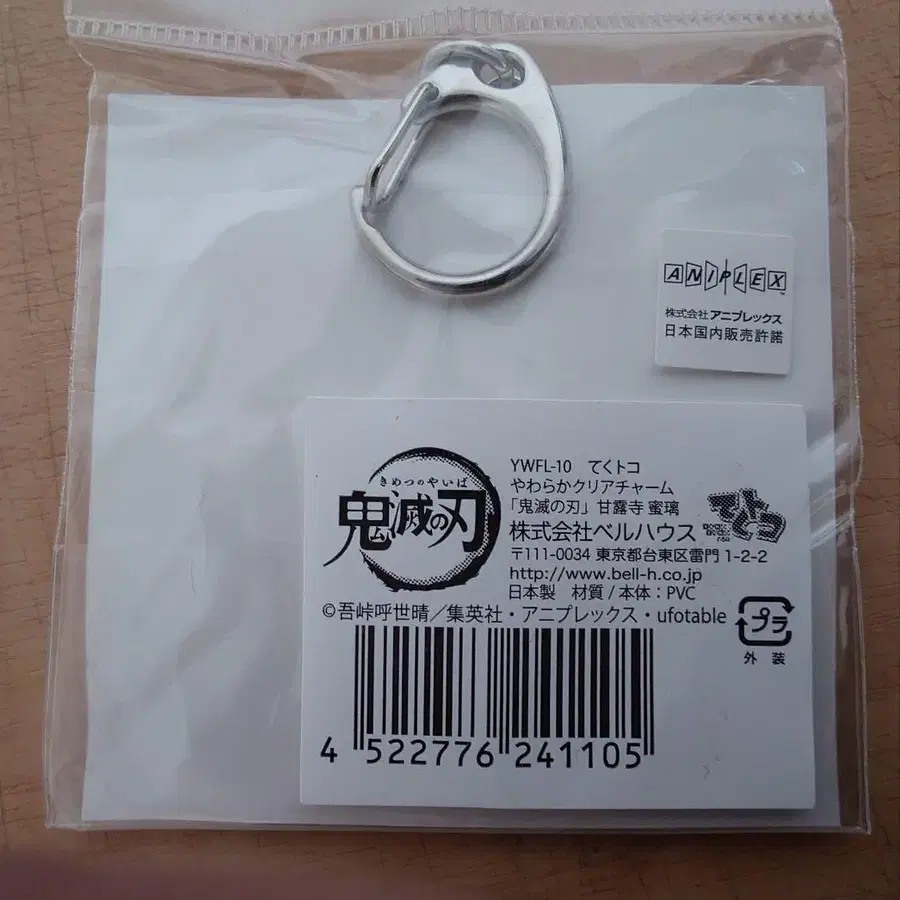 ANIPLEX
株式会社 アニプレックス
日本国内販売許諾
きめつのやいば
鬼滅の刃
YWFL-10 てくトコ
やわらかクリアチャーム
「鬼滅の刃」甘露寺 蜜璃
てくトコ
株式会社ベルハウス
〒111-0034 東京都台東区雷門 1-2-2
http://www.bell-h.co.jp
日本製 材質 / 本体：PVC
©吾峠呼世晴／集英社・アニプレックス・ufotable
プラ
外 装
4 522776 241105